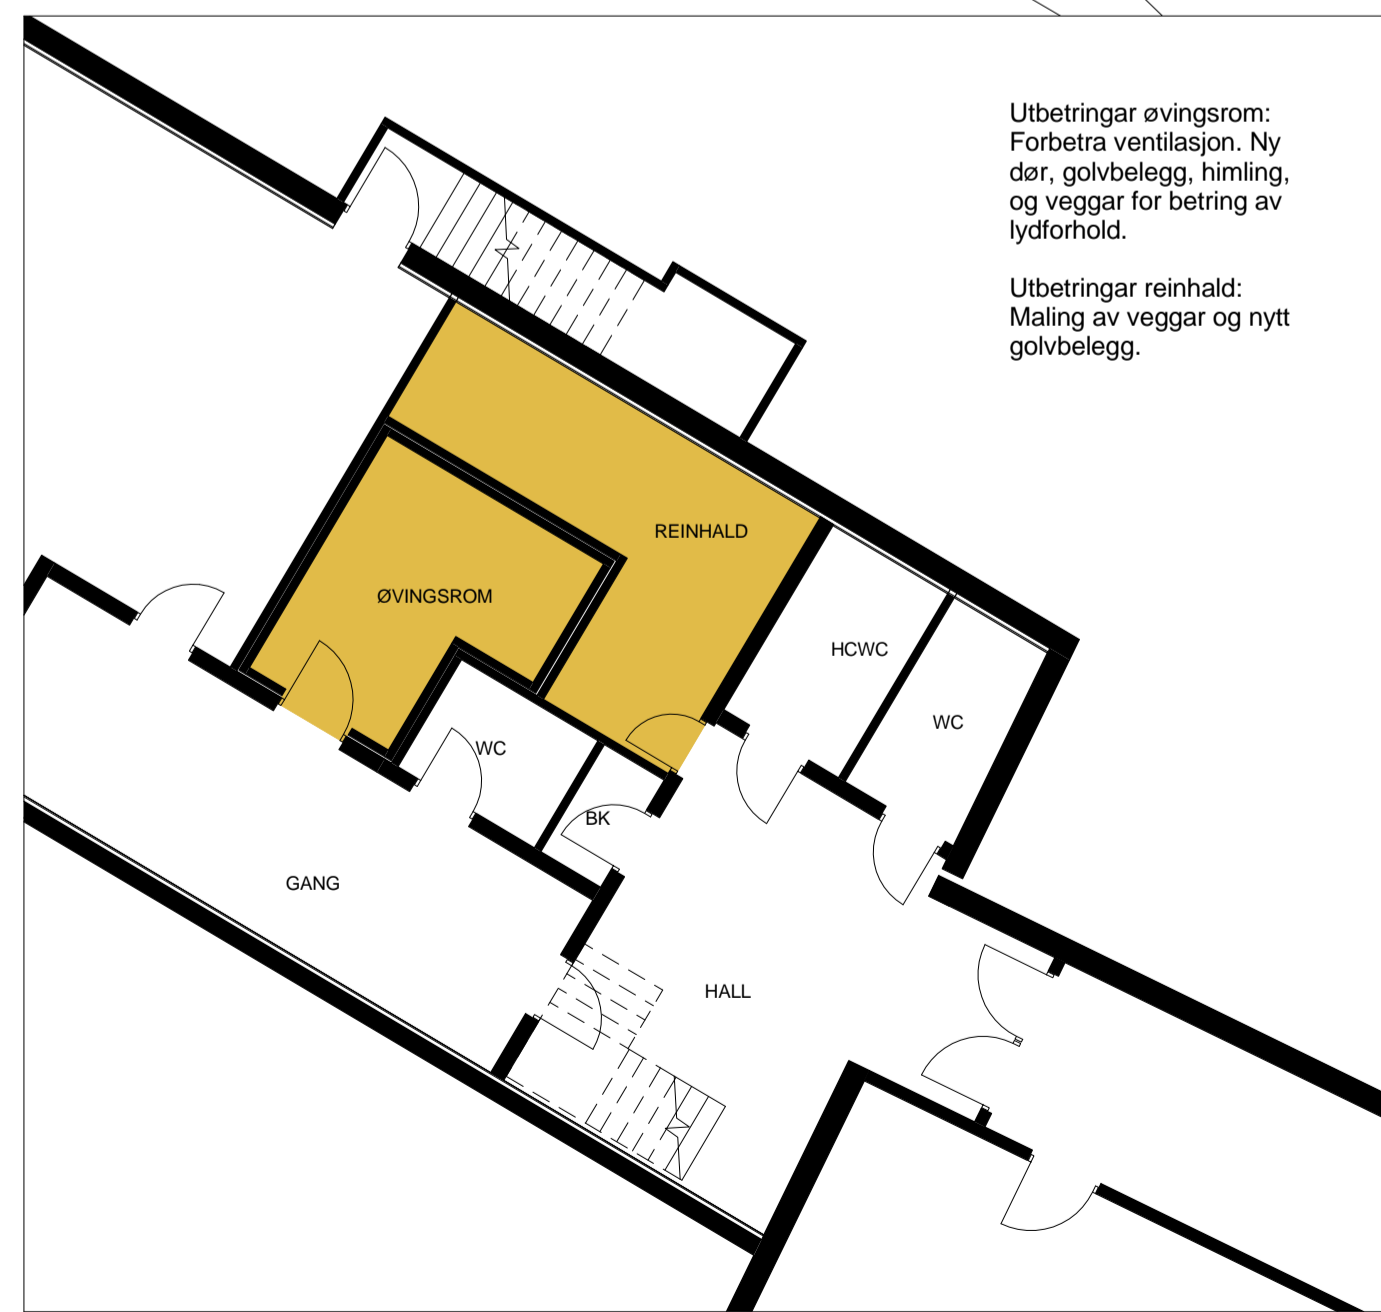 Utbetringar øvingsrom:
Forbetra ventilasjon. Ny
dør, golvbelegg, himling,
og veggar for betring av
lydforhold.
Utbetringar reinhald:
Maling av veggar og nytt
golvbelegg.
REINHALD
ØVINGSROM
HCWC
WC
WC
BK
GANG
HALL